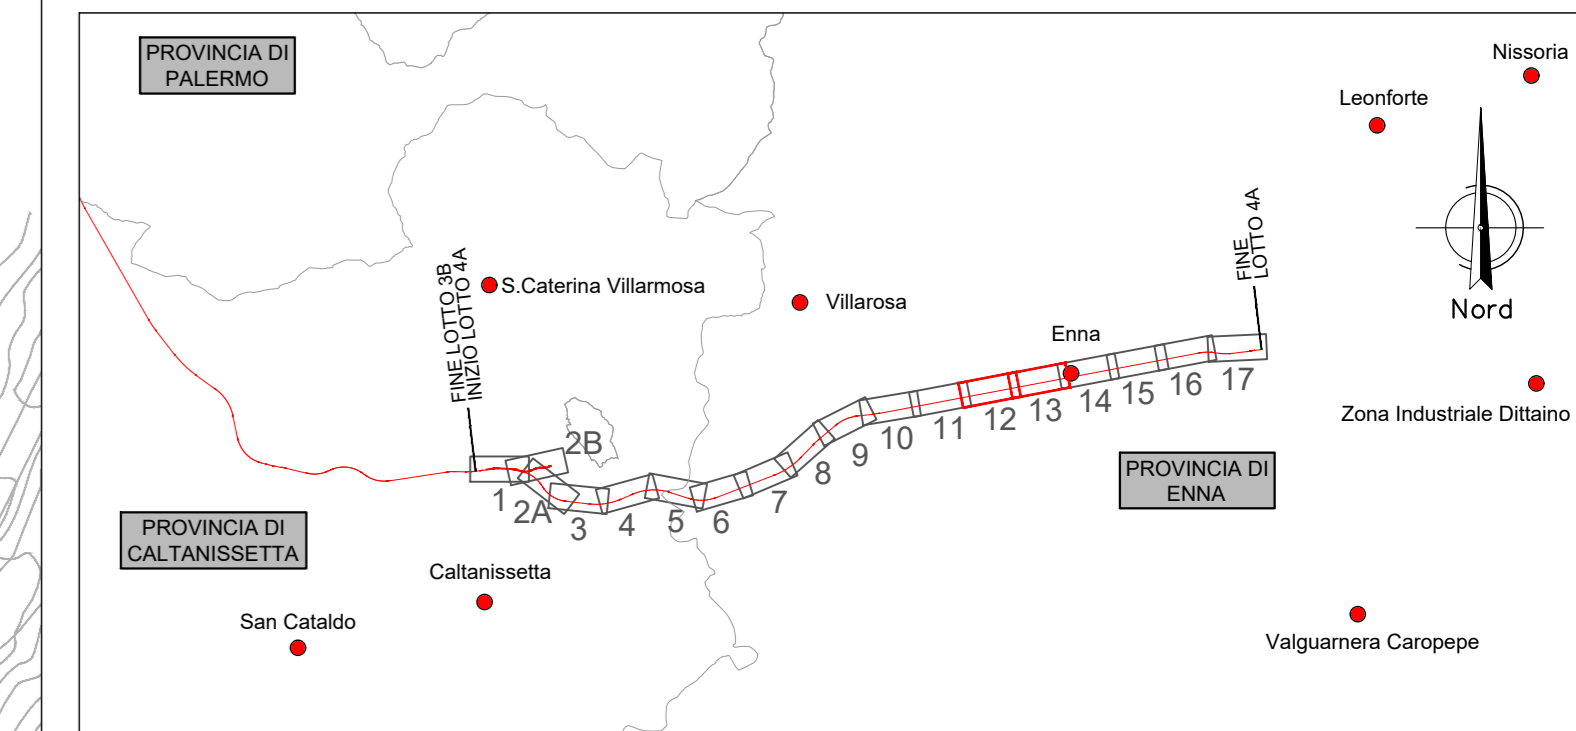 PROVINCIA DI
PALERMO
Nissoria
Leonforte
Nord
FINE LOTTO 3B
INIZIO LOTTO 4A
S.Caterina Villarmosa
Villarosa
Enna
FINE
LOTTO 4A
Zona Industriale Dittaino
1
2A
2B
3
4
5
6
7
8
9
10
11
12
13
14
15
16
17
PROVINCIA DI
ENNA
PROVINCIA DI
CALTANISSETTA
Caltanissetta
San Cataldo
Valguarnera Caropepe